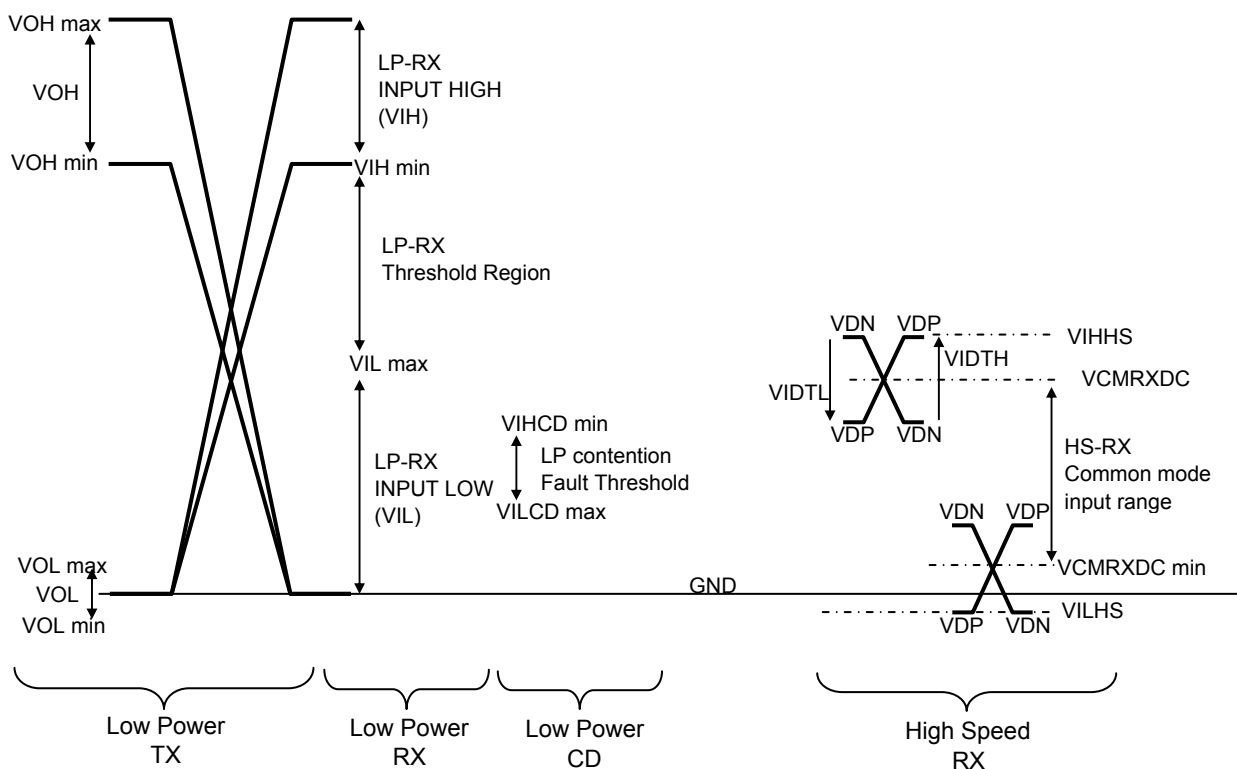 VOH max
VOH
VOH min
VOL max
VOL
VOL min
LP-RX
INPUT HIGH
(VIH)
VIH min
LP-RX
Threshold Region
VIL max
LP-RX
INPUT LOW
(VIL)
VIHCD min
LP contention
Fault Threshold
VILCD max
GND
VDN VDP
VIHHS
VIDTH
VCMRXDC
VIDTL
VDP VDN
HS-RX
Common mode
input range
VDN VDP
VCMRXDC min
VILHS
VDP VDN
Low Power
TX
Low Power
RX
Low Power
CD
High Speed
RX